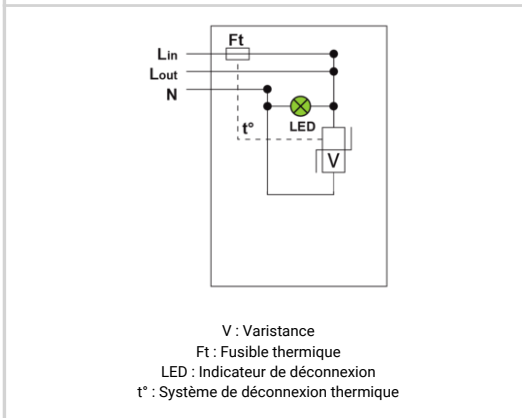 Ft
Lin
Lout
N
LED
t°
V
V : Varistance
Ft : Fusible thermique
LED : Indicateur de déconnexion
t° : Système de déconnexion thermique